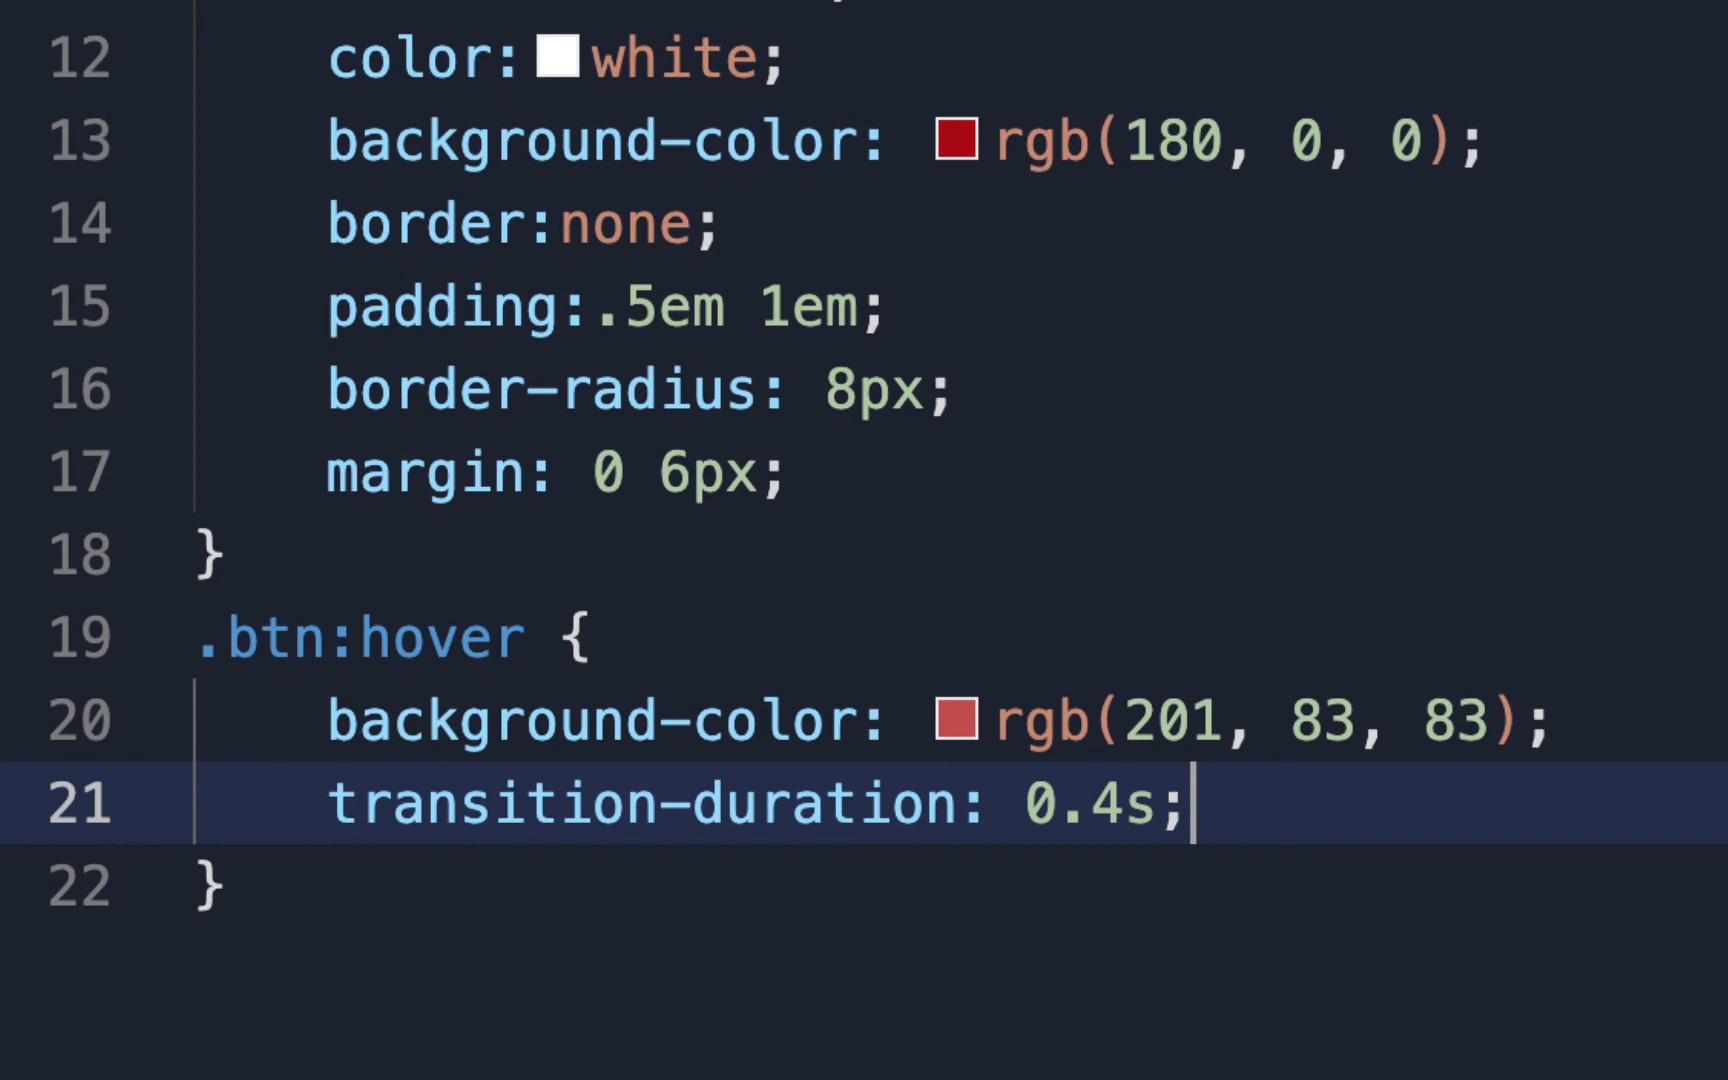 12 color: white;
13 background-color: rgb(180, 0, 0);
14 border:none;
15 padding:.5em 1em;
16 border-radius: 8px;
17 margin: 0 6px;
18 }
19 .btn:hover {
20 background-color: rgb(201, 83, 83);
21 transition-duration: 0.4s;
22 }